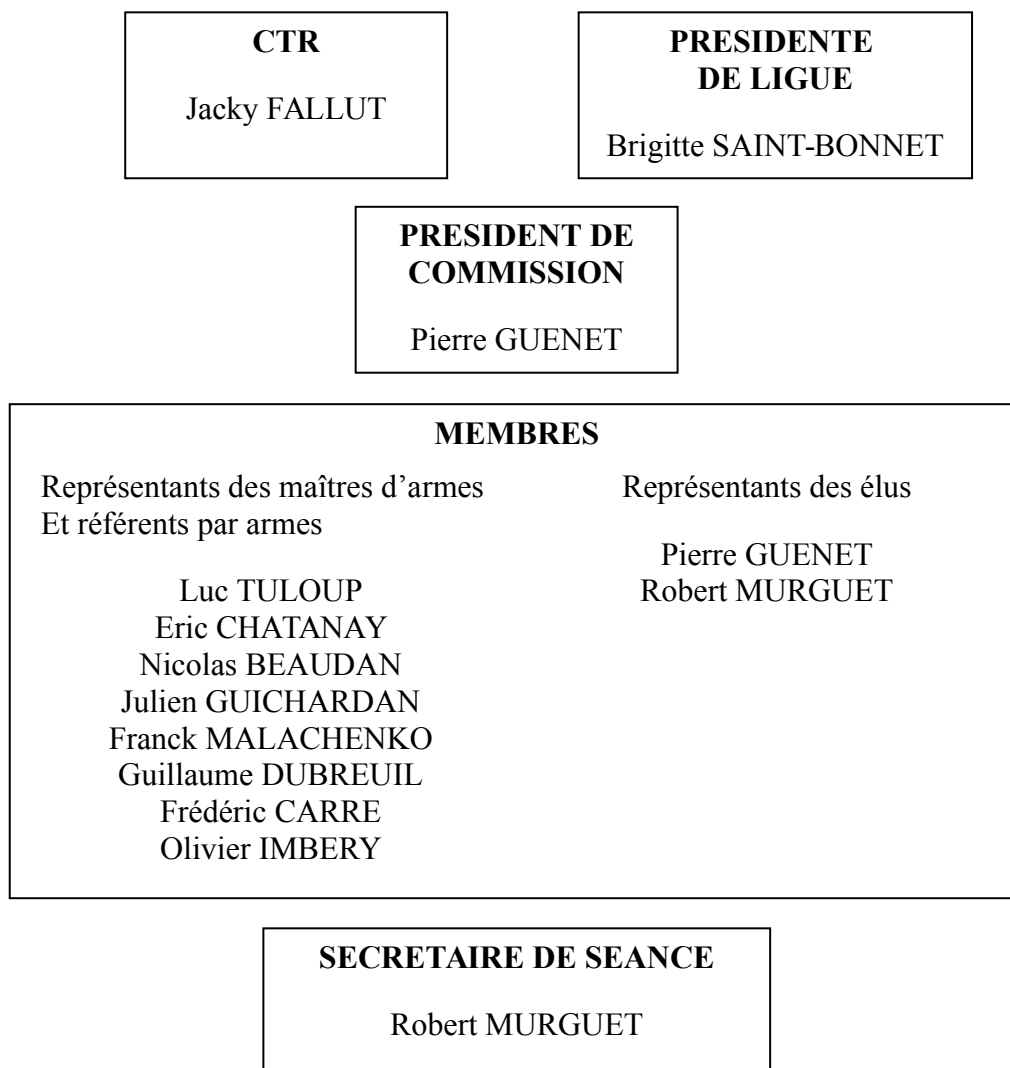 CTR
Jacky FALLUT
PRESIDENTE
DE LIGUE
Brigitte SAINT-BONNET
PRESIDENT DE
COMMISSION
Pierre GUENET
MEMBRES
Représentants des maîtres d’armes
Et référents par armes
Luc TULOUP
Eric CHATANAY
Nicolas BEAUDAN
Julien GUICHARDAN
Franck MALACHENKO
Guillaume DUBREUIL
Frédéric CARRE
Olivier IMBERY
Représentants des élus
Pierre GUENET
Robert MURGUET
SECRETAIRE DE SEANCE
Robert MURGUET